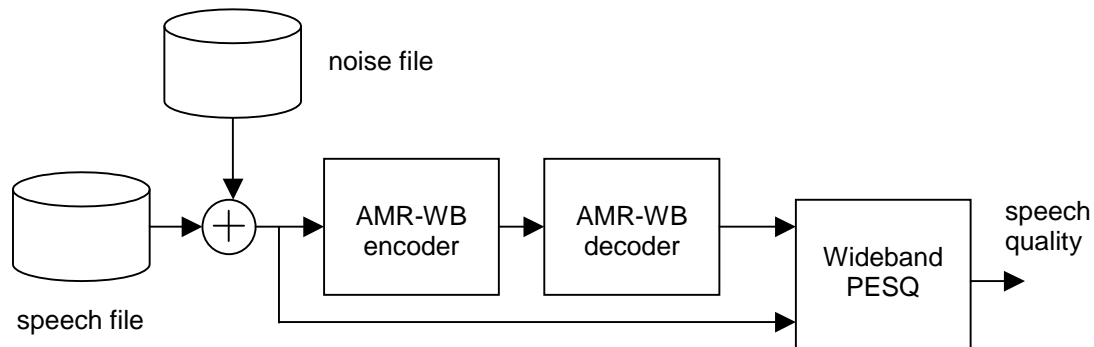 noise file
speech file
AMR-WB
encoder
AMR-WB
decoder
Wideband
PESQ
speech
quality